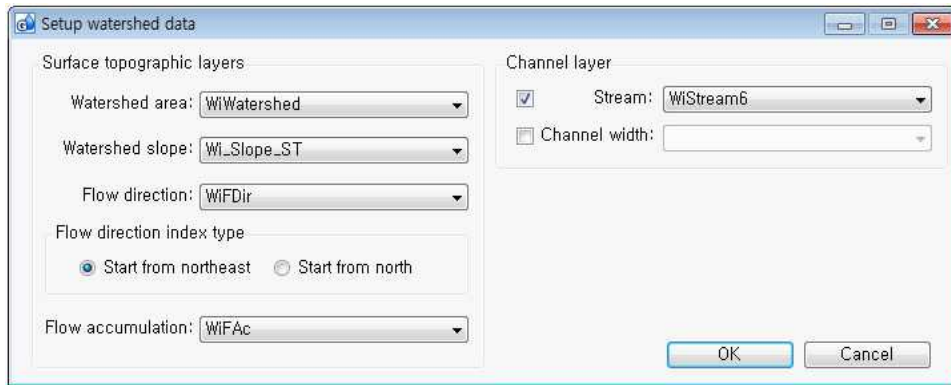 Setup watershed data
Surface topographic layers
Watershed area: WiWatershed
Watershed slope: Wi_Slope_ST
Flow direction: WiFDir
Flow direction index type
Start from northeast Start from north
Flow accumulation: WiFAc
Channel layer
Stream: WiStream6
Channel width:
OK Cancel